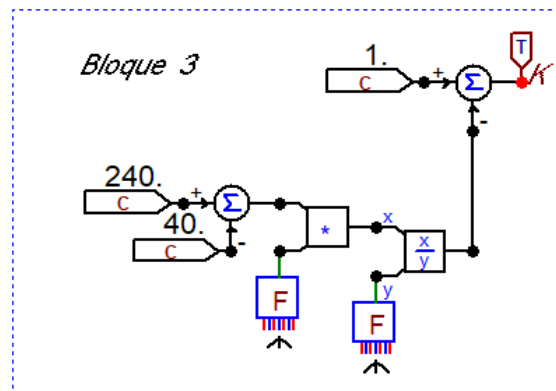 Bloque 3
1.
C
+
Σ
T
K
-
240.
C
+
Σ
40.
C
-
*
x
x
y
y
F
F